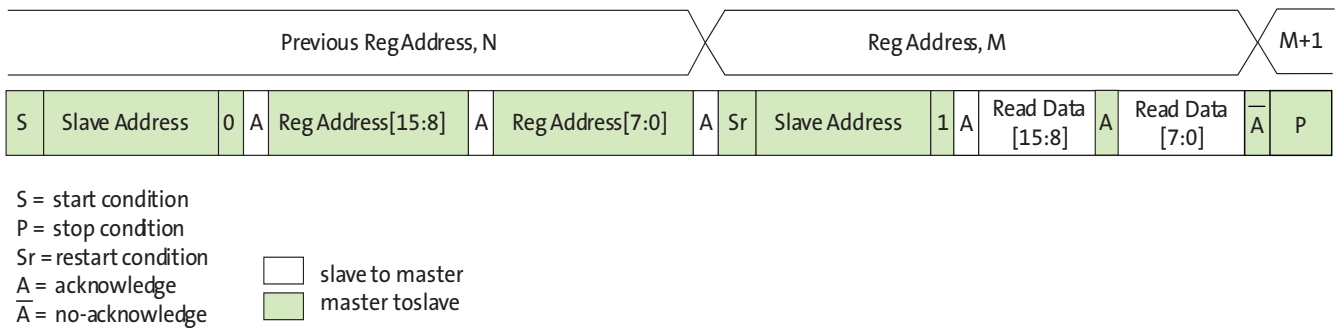 Previous Reg Address, N Reg Address, M M+1
S Slave Address 0 A Reg Address[15:8] A Reg Address[7:0] A Sr Slave Address 1 A Read Data [15:8] A Read Data [7:0] A̅ P
S = start condition
P = stop condition
Sr = restart condition
A = acknowledge
A̅ = no-acknowledge
slave to master
master toslave